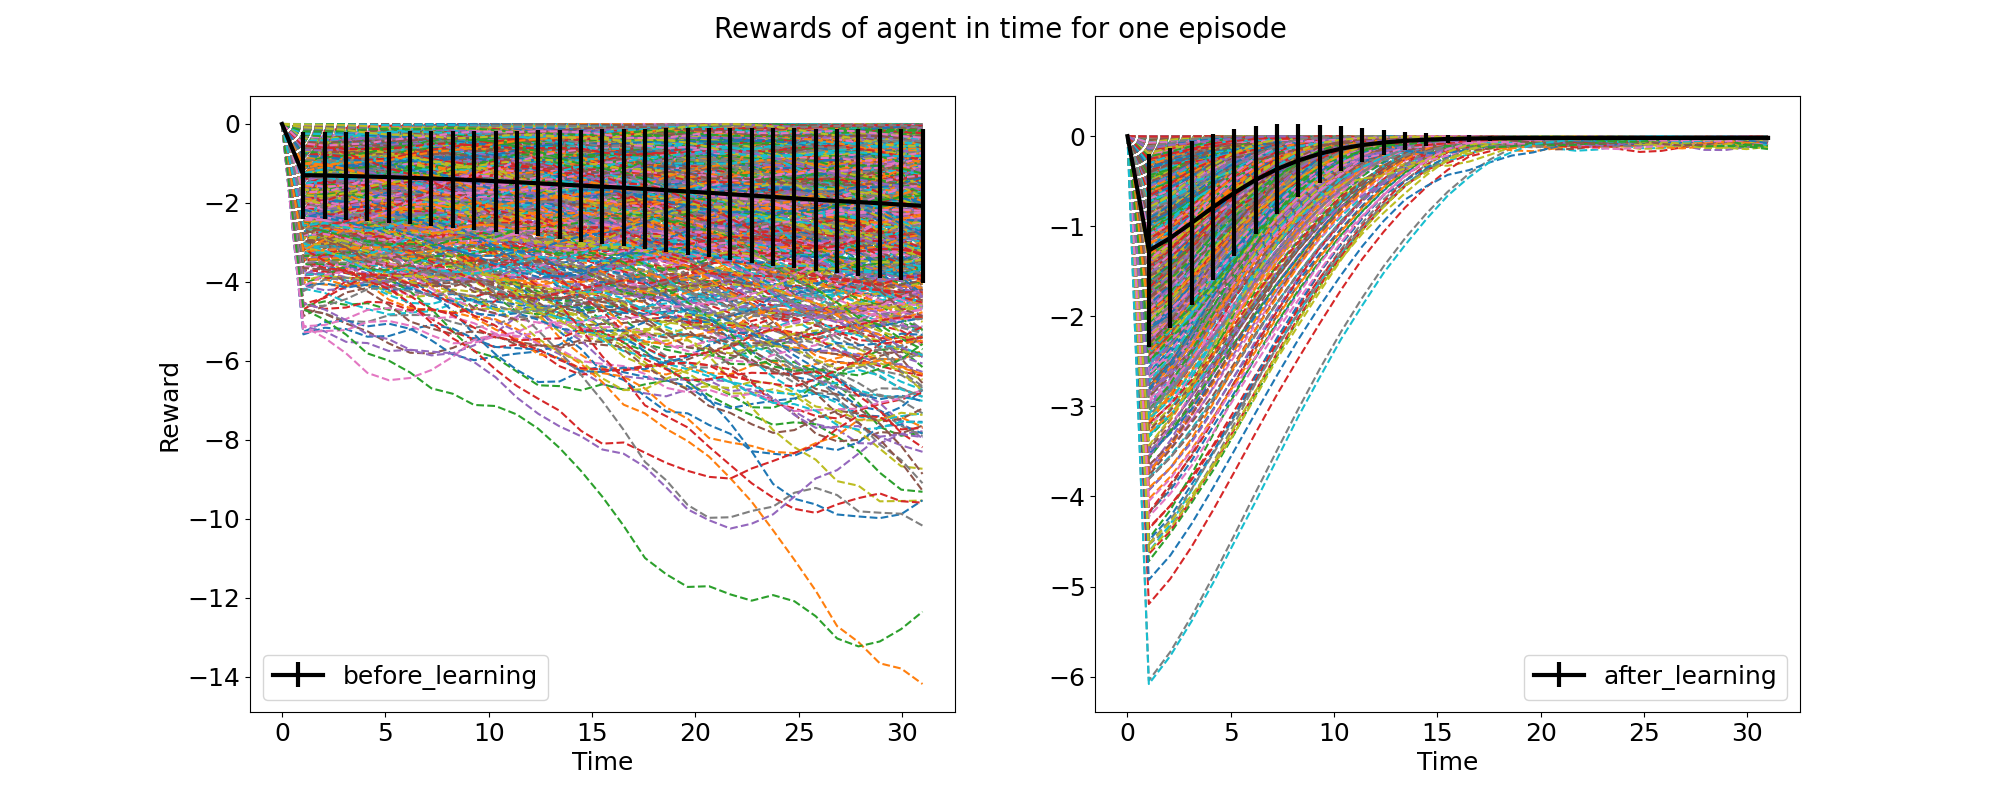 Rewards of agent in time for one episode
Reward
0
−2
−4
−6
−8
−10
−12
−14
before_learning
0 5 10 15 20 25 30
Time
0
−1
−2
−3
−4
−5
−6
after_learning
0 5 10 15 20 25 30
Time